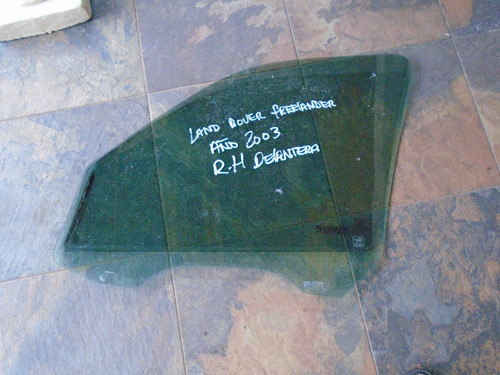 LAND ROVER FREELANDER
AÑO 2003
R.H DELANTERA